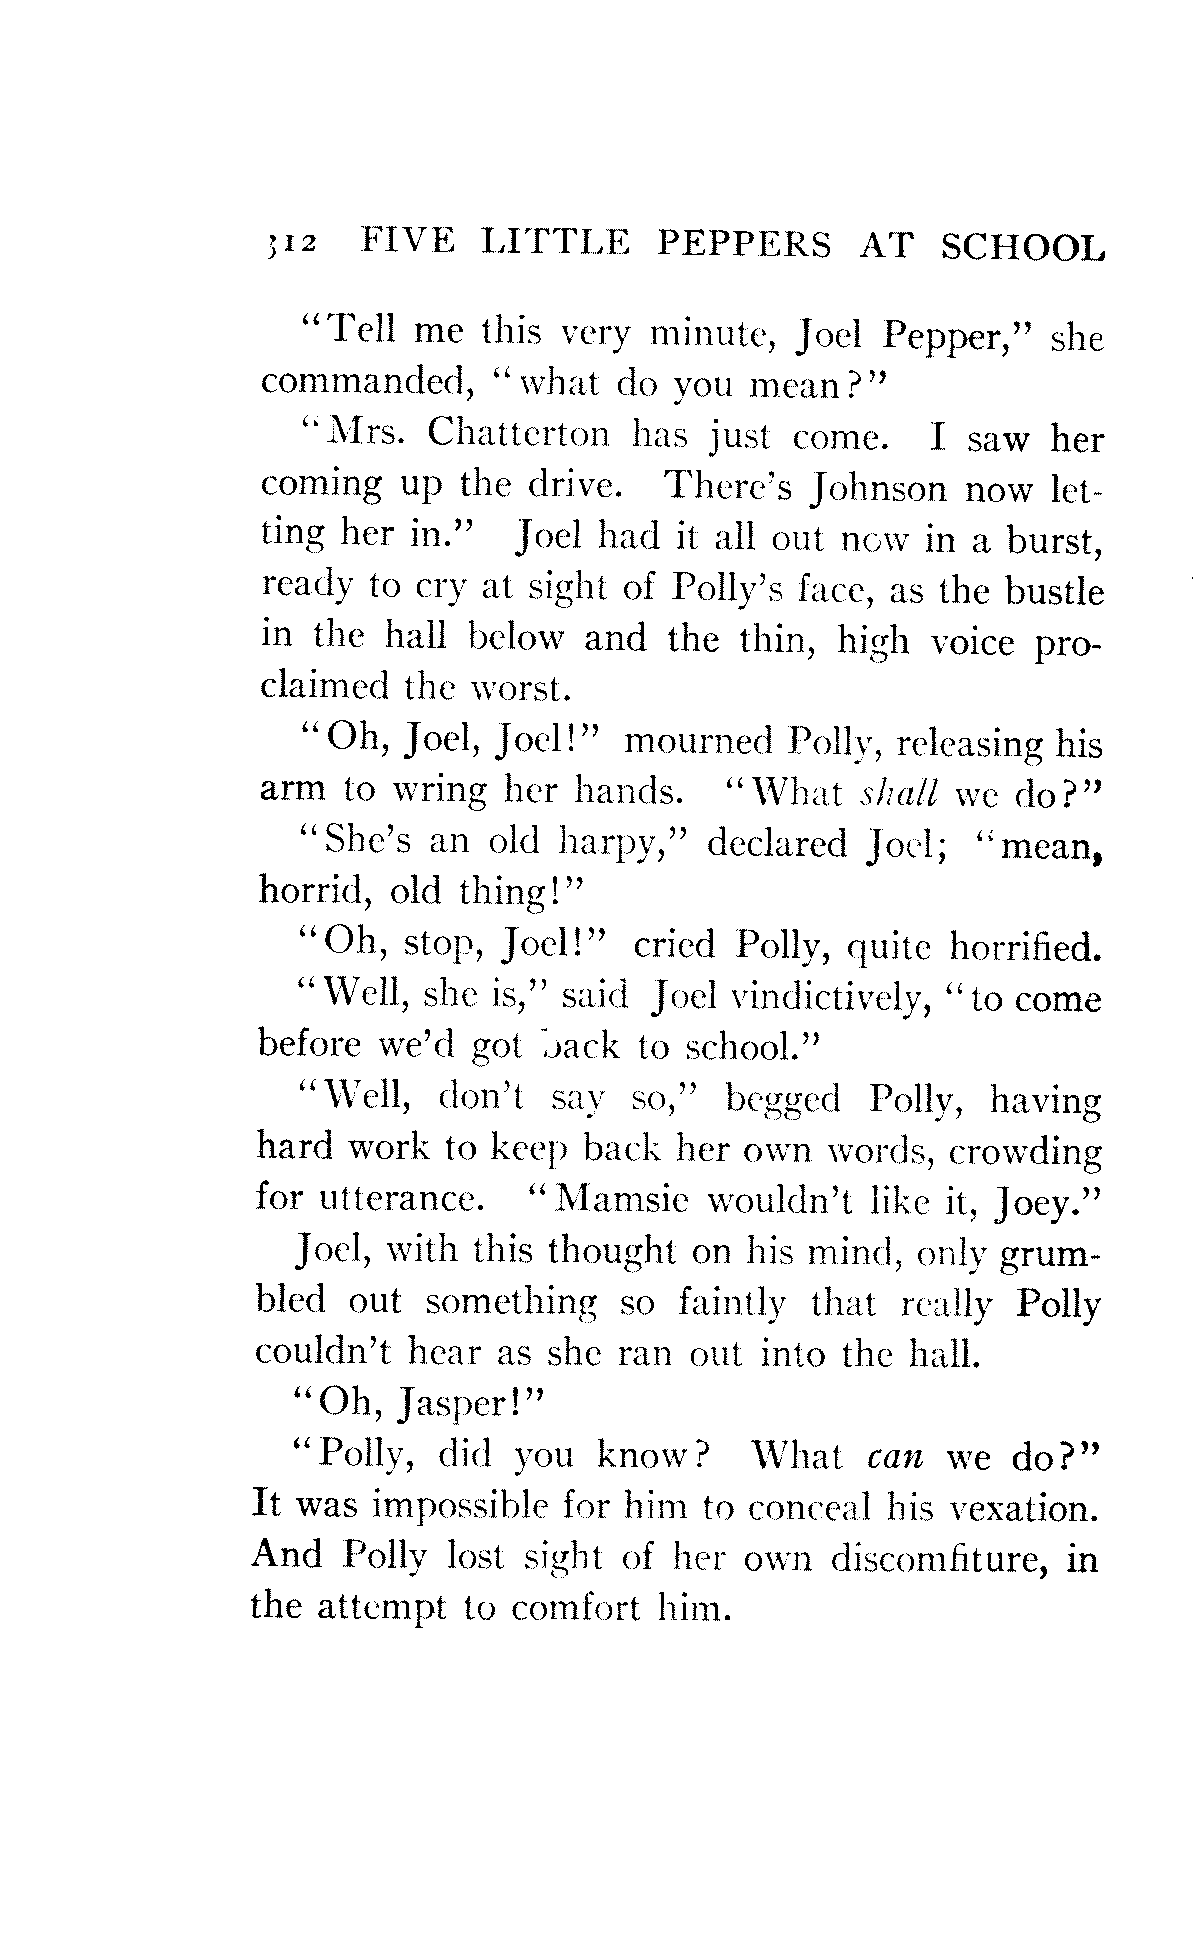 312 FIVE LITTLE PEPPERS AT SCHOOL
"Tell me this very minute, Joel Pepper," she
commanded, "what do you mean?"
"Mrs. Chatterton has just come. I saw her
coming up the drive. There's Johnson now let-
ting her in." Joel had it all out now in a burst,
ready to cry at sight of Polly's face, as the bustle
in the hall below and the thin, high voice pro-
claimed the worst.
"Oh, Joel, Joel!" mourned Polly, releasing his
arm to wring her hands. "What shall we do?"
"She's an old harpy," declared Joel; "mean,
horrid, old thing!"
"Oh, stop, Joel!" cried Polly, quite horrified.
"Well, she is," said Joel vindictively, "to come
before we'd got back to school."
"Well, don't say so," begged Polly, having
hard work to keep back her own words, crowding
for utterance. "Mamsie wouldn't like it, Joey."
Joel, with this thought on his mind, only grum-
bled out something so faintly that really Polly
couldn't hear as she ran out into the hall.
"Oh, Jasper!"
"Polly, did you know? What can we do?"
It was impossible for him to conceal his vexation.
And Polly lost sight of her own discomfiture, in
the attempt to comfort him.